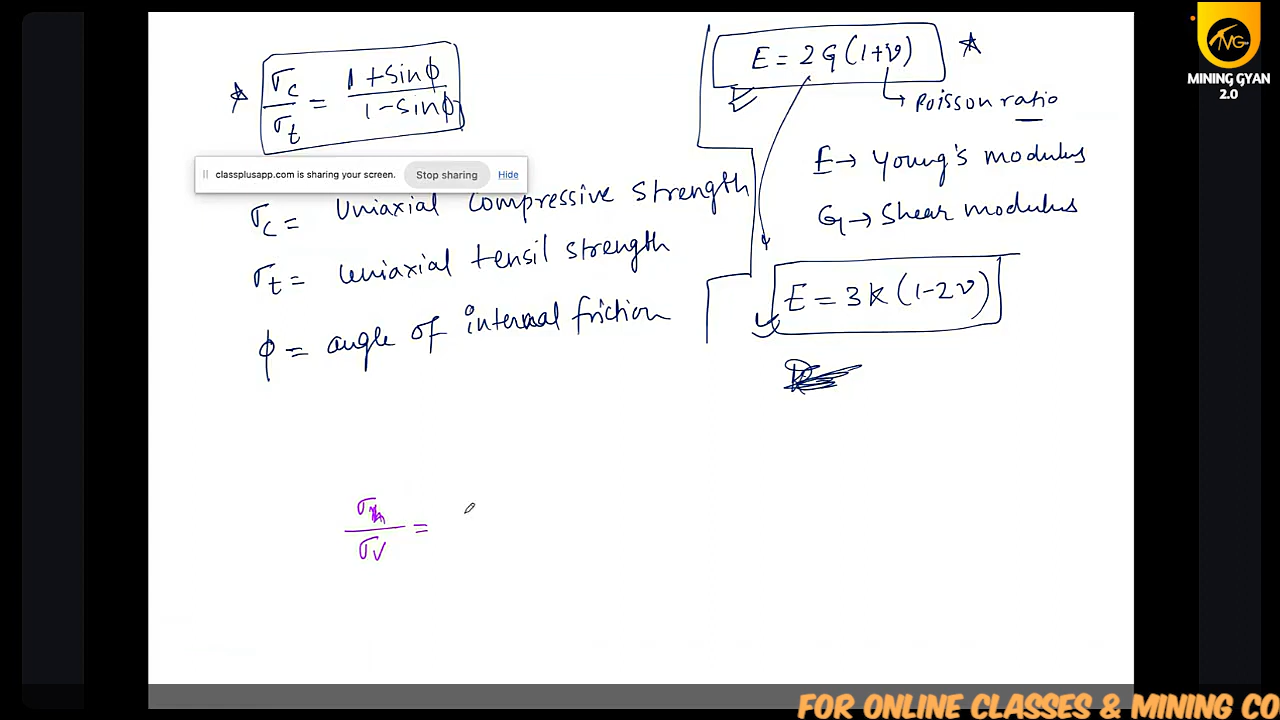 σc/σt = 1+sinφ/1-sinφ
classplusapp.com is sharing your screen. Stop sharing Hide
σc = Uniaxial compressive strength
σt = Uniaxial tensil strength
φ = angle of internal friction
E = 2G(1+ν)
Poisson ratio
E → Young's modulus
G → Shear modulus
E = 3K(1-2ν)
σh/σv =
MINING GYAN
2.0
FOR ONLINE CLASSES & MINING CO